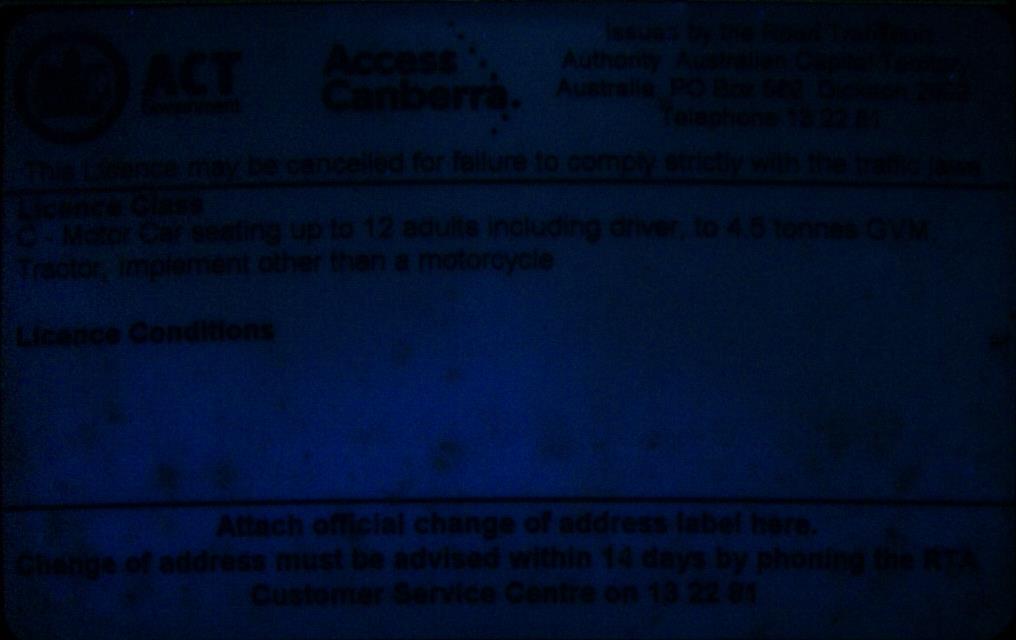 ACT
Government
Access
Canberra.
Issued by the Road Transport
Authority Australian Capital Territory
Australia PO Box 582 Dickson 2602
Telephone 13 22 81
This Licence may be cancelled for failure to comply strictly with the traffic laws
Licence Class
C - Motor Car seating up to 12 adults including driver, to 4.5 tonnes GVM,
Tractor, Implement other than a motorcycle
Licence Conditions
Attach official change of address label here.
Change of address must be advised within 14 days by phoning the RTA
Customer Service Centre on 13 22 81